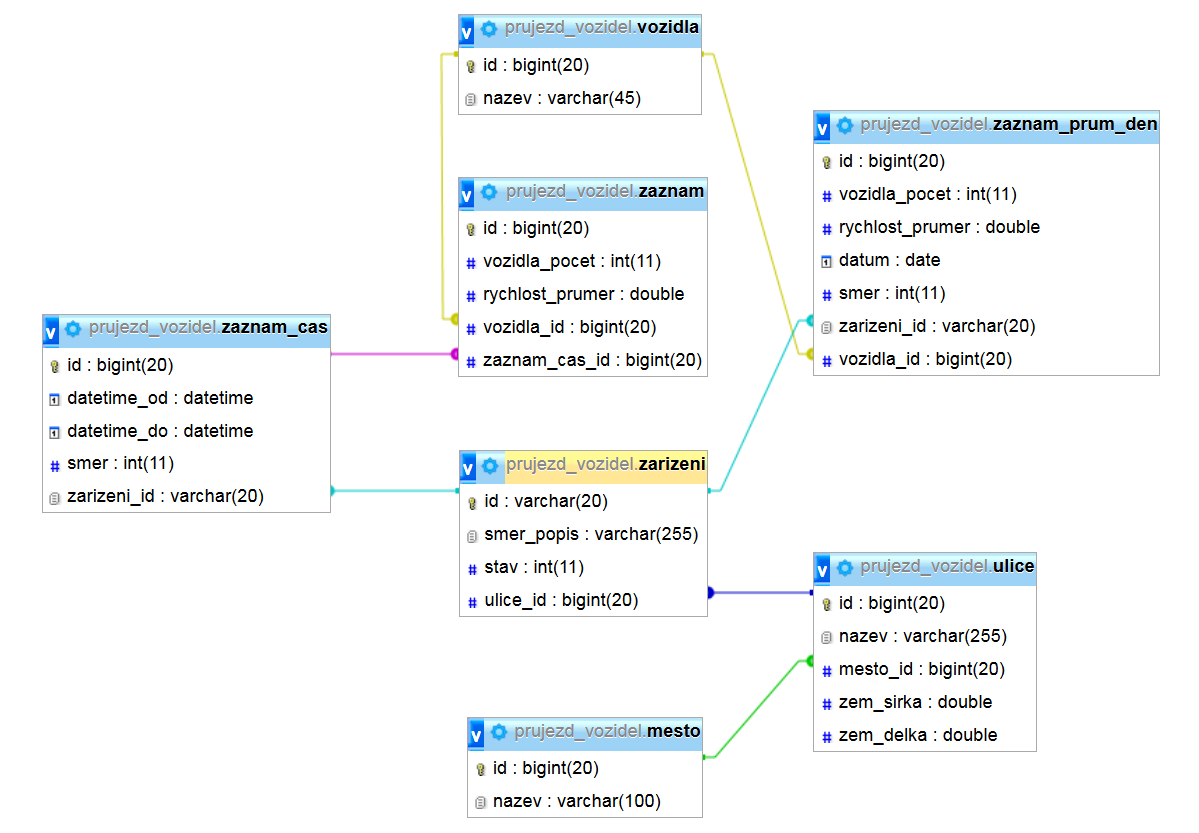 prujezd_vozidel.vozidla
id : bigint(20)
nazev : varchar(45)
prujezd_vozidel.zaznam_prum_den
id : bigint(20)
vozidla_pocet : int(11)
rychlost_prumer : double
datum : date
smer : int(11)
zarizeni_id : varchar(20)
vozidla_id : bigint(20)
prujezd_vozidel.zaznam
id : bigint(20)
vozidla_pocet : int(11)
rychlost_prumer : double
vozidla_id : bigint(20)
zaznam_cas_id : bigint(20)
prujezd_vozidel.zaznam_cas
id : bigint(20)
datetime_od : datetime
datetime_do : datetime
smer : int(11)
zarizeni_id : varchar(20)
prujezd_vozidel.zarizeni
id : varchar(20)
smer_popis : varchar(255)
stav : int(11)
ulice_id : bigint(20)
prujezd_vozidel.ulice
id : bigint(20)
nazev : varchar(255)
mesto_id : bigint(20)
zem_sirka : double
zem_delka : double
prujezd_vozidel.mesto
id : bigint(20)
nazev : varchar(100)